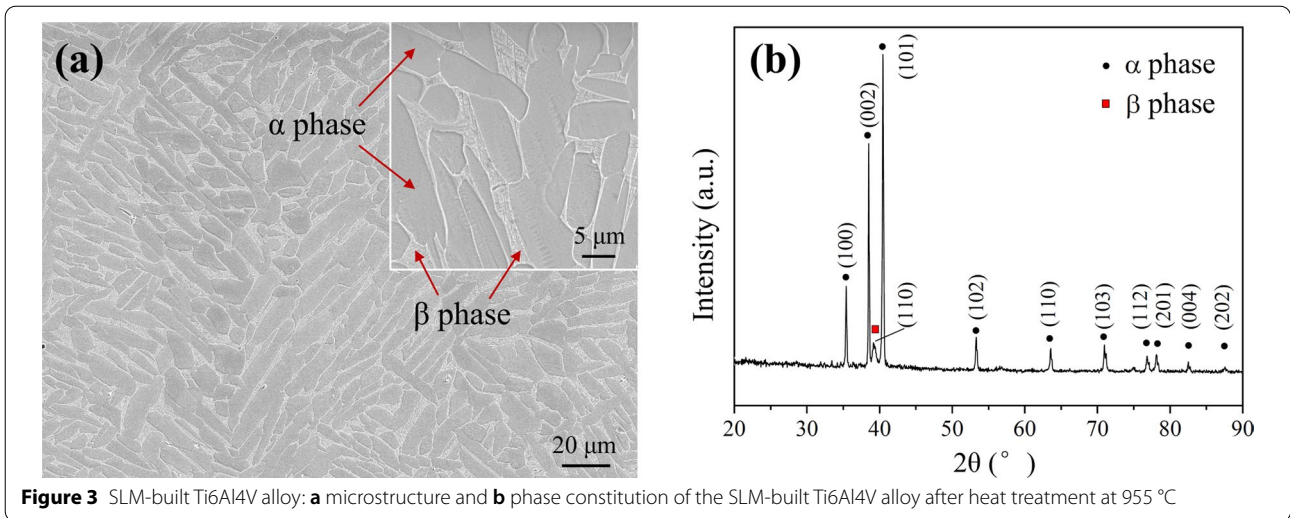 (a)
α phase
β phase
5 μm
20 μm
(b)
α phase
β phase
Intensity (a.u.)
(100)
(002)
(110)
(101)
(102)
(110)
(103)
(112)
(201)
(004)
(202)
20 30 40 50 60 70 80 90
2θ (°)
Figure 3 SLM-built Ti6Al4V alloy: a microstructure and b phase constitution of the SLM-built Ti6Al4V alloy after heat treatment at 955 °C